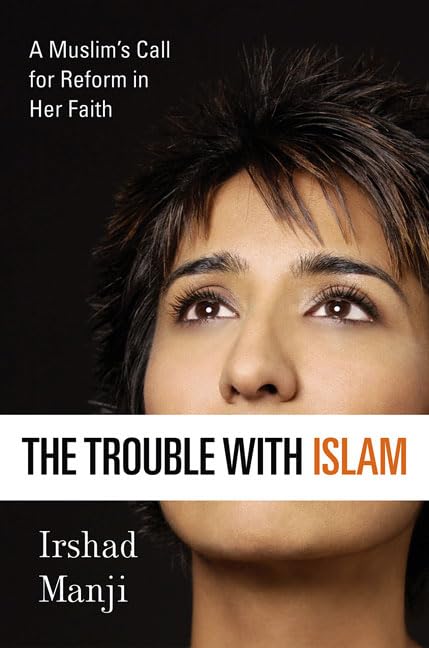 A Muslim's Call
for Reform in
Her Faith
THE TROUBLE WITH ISLAM
Irshad
Manji